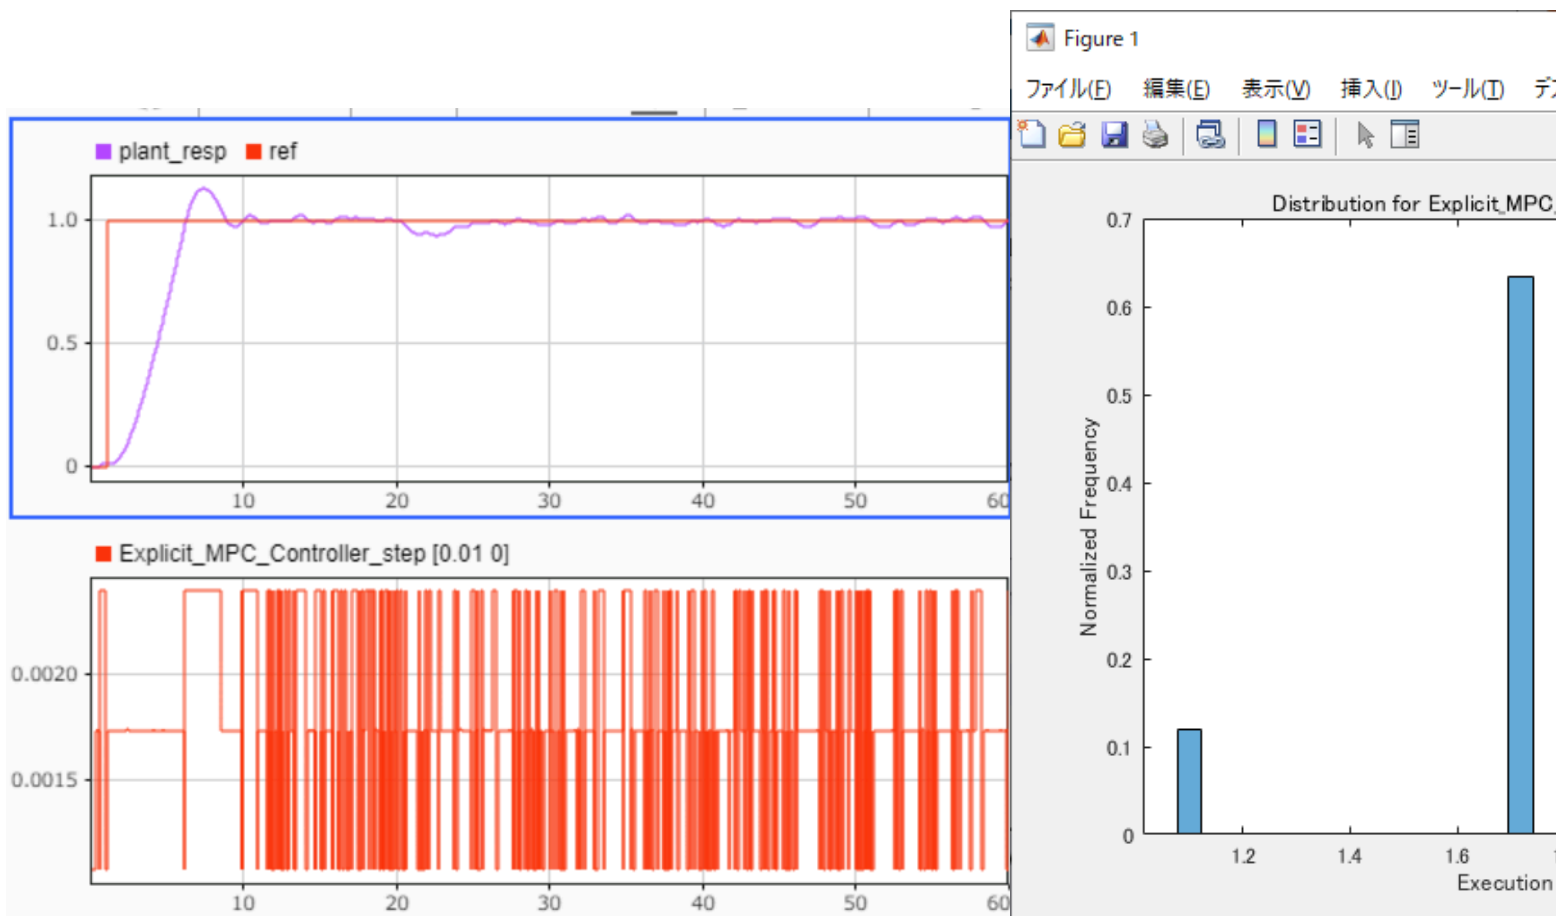 plant_resp ref
1.0
0.5
0
10 20 30 40 50 60
Explicit_MPC_Controller_step [0.01 0]
0.0020
0.0015
10 20 30 40 50 60
Figure 1
ファイル(F) 編集(E) 表示(V) 挿入(I) ツール(T)
Distribution for Explicit_MPC_
0.7
0.6
0.5
0.4
0.3
0.2
0.1
0
Normalized Frequency
1.2 1.4 1.6
Execution